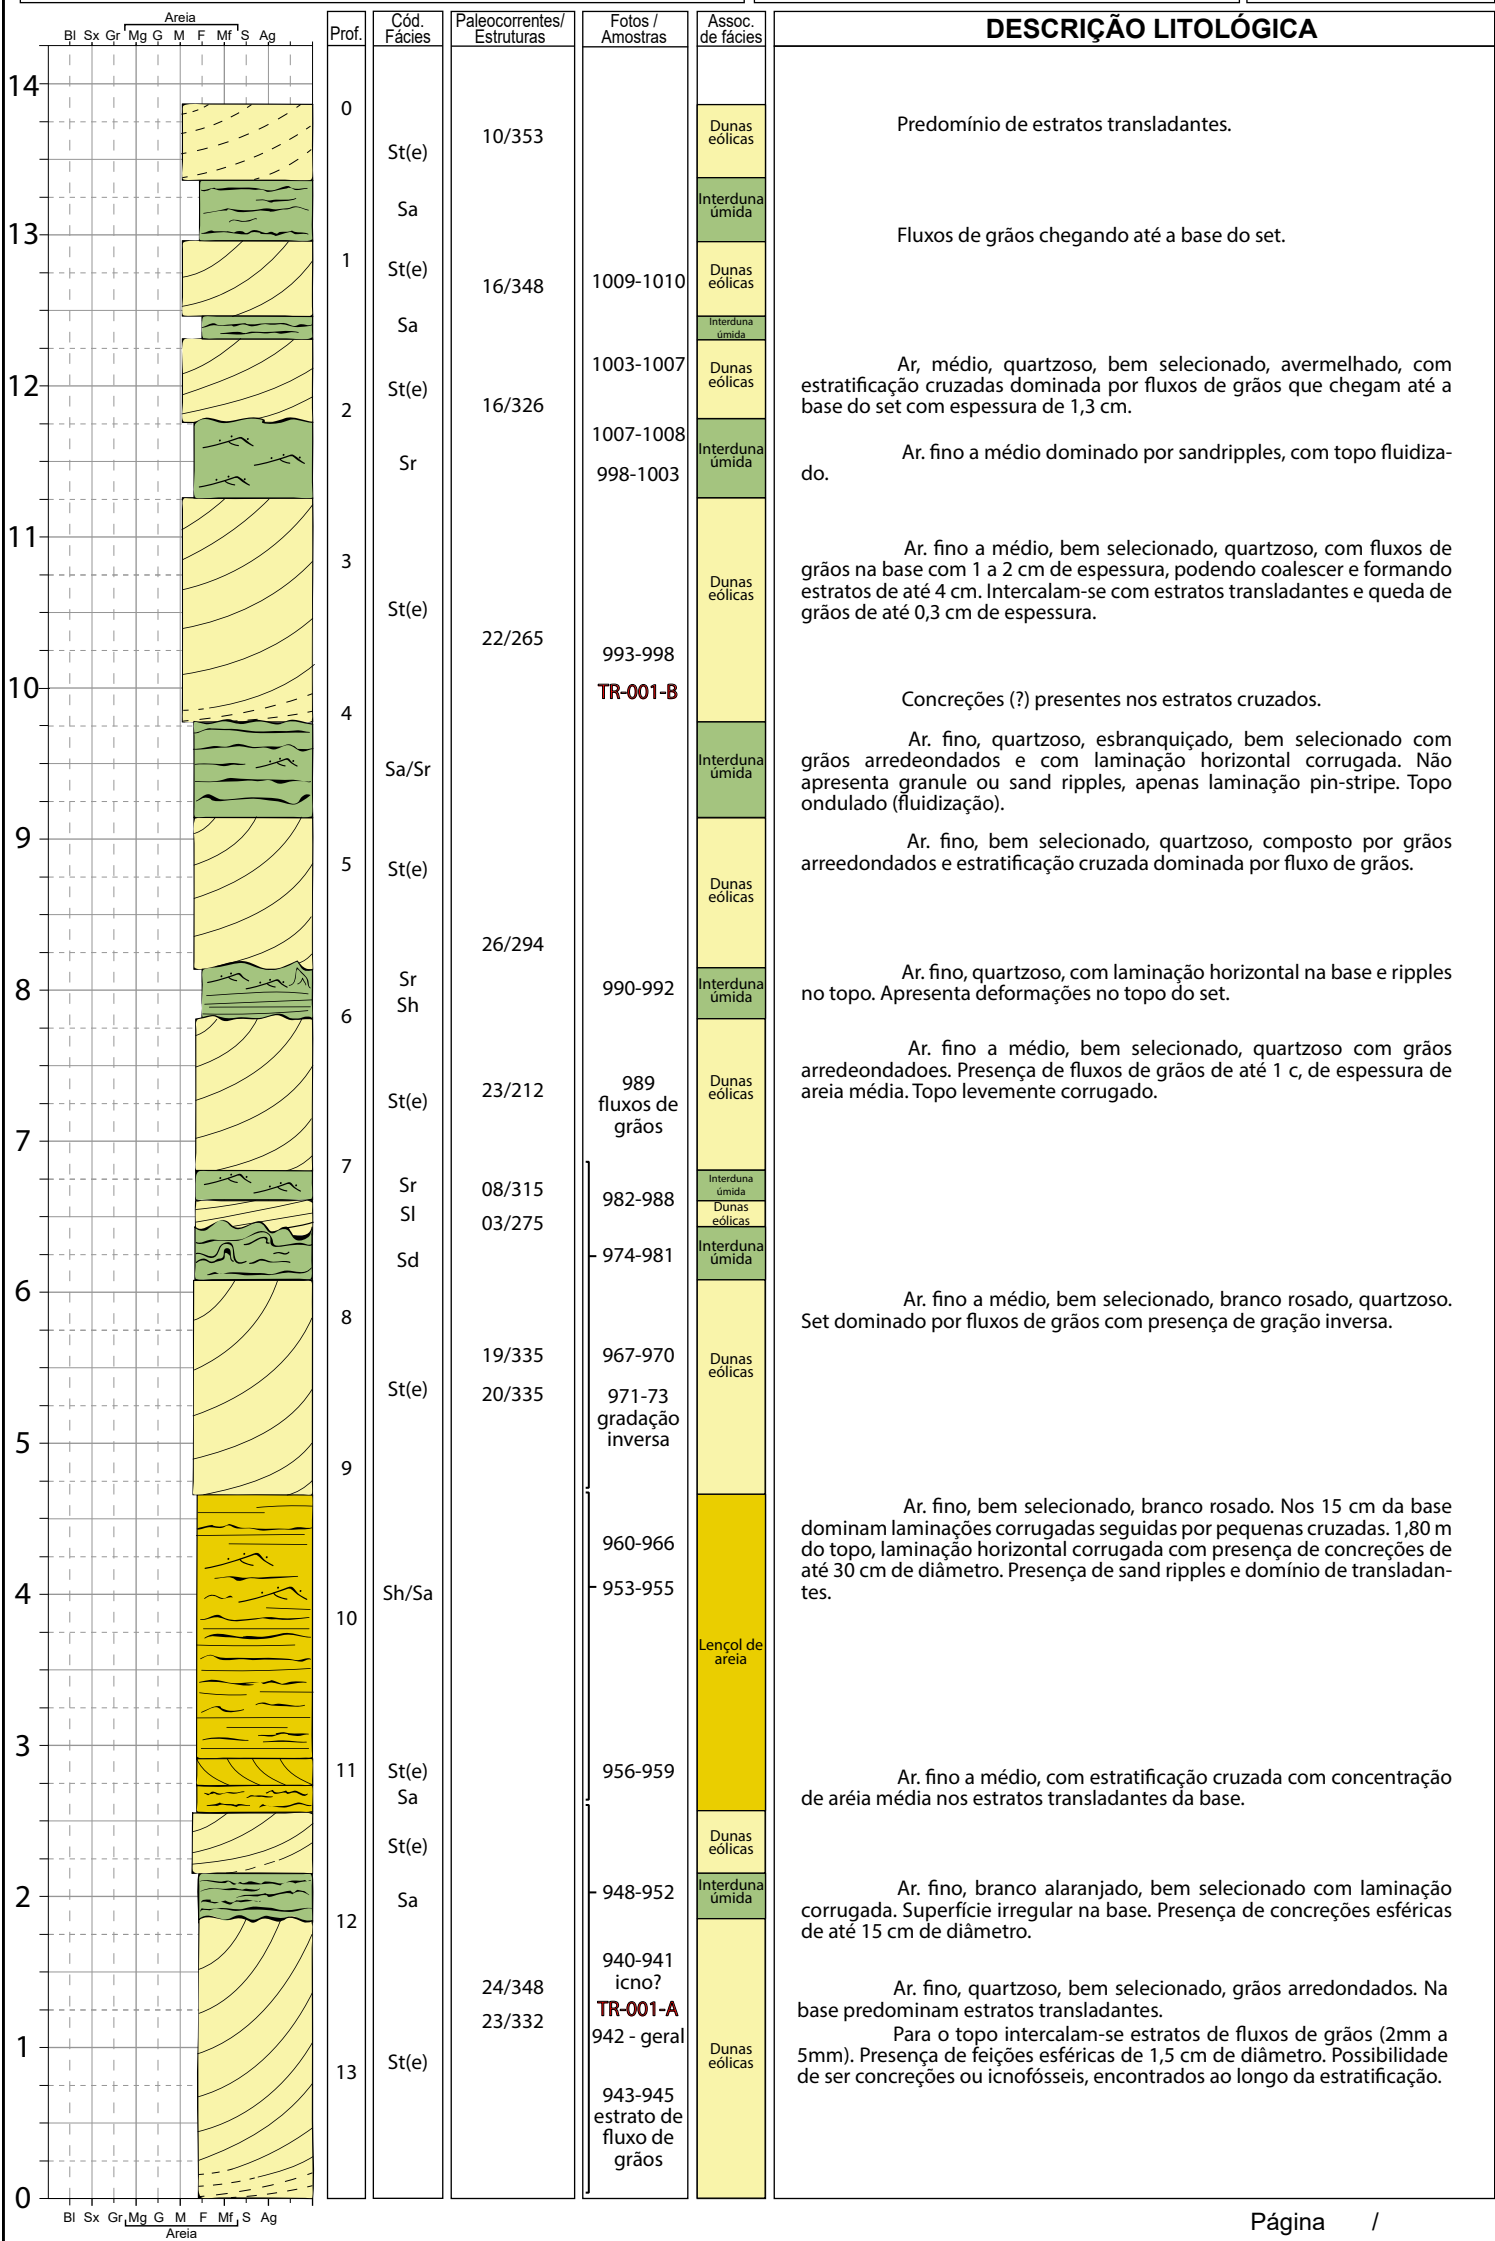 Areia
Bl Sx Gr Mg G M F Mf S Ag
Prof.
Cód.
Fácies
Paleocorrentes/
Estruturas
Fotos /
Amostras
Assoc.
de fácies
DESCRIÇÃO LITOLÓGICA
14
0
10/353
St(e)
Dunas
eólicas
Predomínio de estratos transladantes.
Sa
Interduna
úmida
13
Fluxos de grãos chegando até a base do set.
1
St(e)
16/348
1009-1010
Dunas
eólicas
Sa
Interduna
úmida
12
2
St(e)
16/326
1003-1007
Dunas
eólicas
Ar, médio, quartzoso, bem selecionado, avermelhado, com
estratificação cruzadas dominada por fluxos de grãos que chegam até a
base do set com espessura de 1,3 cm.
Sr
1007-1008
998-1003
Interduna
úmida
Ar. fino a médio dominado por sandripples, com topo fluidiza-
do.
11
3
St(e)
22/265
993-998
TR-001-B
Dunas
eólicas
Ar. fino a médio, bem selecionado, quartzoso, com fluxos de
grãos na base com 1 a 2 cm de espessura, podendo coalescer e formando
estratos de até 4 cm. Intercalam-se com estratos transladantes e queda de
grãos de até 0,3 cm de espessura.
10
4
Concreções (?) presentes nos estratos cruzados.
Sa/Sr
Interduna
úmida
Ar. fino, quartzoso, esbranquiçado, bem selecionado com
grãos arredeondados e com laminação horizontal corrugada. Não
apresenta granule ou sand ripples, apenas laminação pin-stripe. Topo
ondulado (fluidização).
9
5
St(e)
26/294
Dunas
eólicas
Ar. fino, bem selecionado, quartzoso, composto por grãos
arreedondados e estratificação cruzada dominada por fluxo de grãos.
8
6
Sr
Sh
990-992
Interduna
úmida
Ar. fino, quartzoso, com laminação horizontal na base e ripples
no topo. Apresenta deformações no topo do set.
St(e)
23/212
989
fluxos de
grãos
Dunas
eólicas
Ar. fino a médio, bem selecionado, quartzoso com grãos
arredeondadoes. Presença de fluxos de grãos de até 1 c, de espessura de
areia média. Topo levemente corrugado.
7
7
Sr
08/315
982-988
Interduna
úmida
Sl
03/275
Dunas
eólicas
Sd
974-981
Interduna
úmida
6
8
Ar. fino a médio, bem selecionado, branco rosado, quartzoso.
Set dominado por fluxos de grãos com presença de gração inversa.
St(e)
19/335
20/335
967-970
971-73
gradação
inversa
Dunas
eólicas
5
9
Ar. fino, bem selecionado, branco rosado. Nos 15 cm da base
dominam laminações corrugadas seguidas por pequenas cruzadas. 1,80 m
do topo, laminação horizontal corrugada com presença de concreções de
até 30 cm de diâmetro. Presença de sand ripples e domínio de transladan-
tes.
4
10
Sh/Sa
960-966
953-955
Lençol de
areia
3
11
St(e)
Sa
956-959
Ar. fino a médio, com estratificação cruzada com concentração
de aréia média nos estratos transladantes da base.
St(e)
Dunas
eólicas
2
12
Sa
948-952
Interduna
úmida
Ar. fino, branco alaranjado, bem selecionado com laminação
corrugada. Superfície irregular na base. Presença de concreções esféricas
de até 15 cm de diâmetro.
1
13
St(e)
24/348
23/332
940-941
icno?
TR-001-A
942 - geral
943-945
estrato de
fluxo de
grãos
Dunas
eólicas
Ar. fino, quartzoso, bem selecionado, grãos arredondados. Na
base predominam estratos transladantes.
Para o topo intercalam-se estratos de fluxos de grãos (2mm a
5mm). Presença de feições esféricas de 1,5 cm de diâmetro. Possibilidade
de ser concreções ou icnofósseis, encontrados ao longo da estratificação.
0
Bl Sx Gr Mg G M F Mf S Ag
Areia
Página /